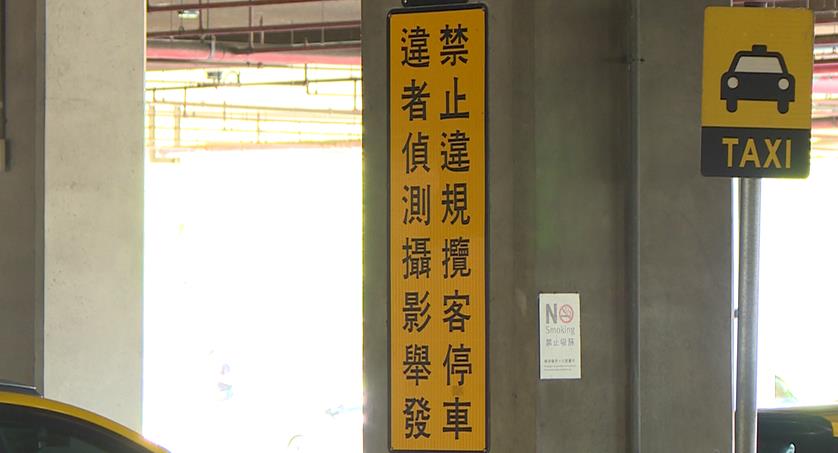 禁止違規攬客停車
違者偵測攝影舉發
TAXI
NO
Smoking
禁止吸菸